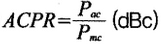 ACPR = P_ac / P_mc (dBc)